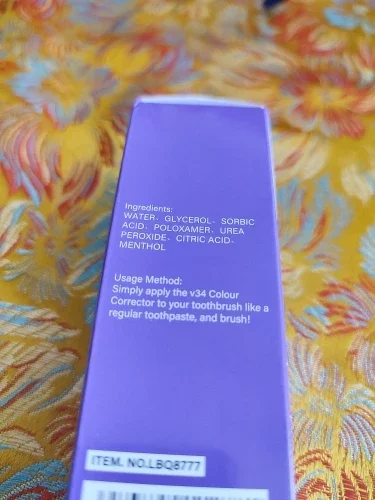 Ingredients:
WATER、GLYCEROL、SORBIC
ACID、POLOXAMER、UREA
PEROXIDE、CITRIC ACID、
MENTHOL
Usage Method:
Simply apply the v34 Colour
Corrector to your toothbrush like a
regular toothpaste, and brush!
ITEM. NO.LBQ8777